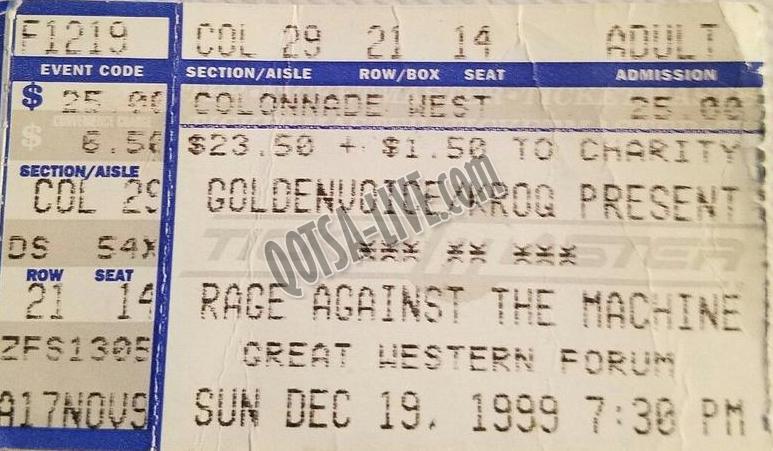 F1219 COL 29 21 14 ADULT
EVENT CODE SECTION/AISLE ROW/BOX SEAT ADMISSION
$ 25.00 COLONNADE WEST 25.00
$ 6.50 $23.50 + $1.50 TO CHARITY
SECTION/AISLE
COL 29 GOLDENVOICE/KROQ PRESENT
QOTSA-LIVE.com
DS 54X *** ** ***
ROW SEAT
21 14 RAGE AGAINST THE MACHINE
ZFS1305 GREAT WESTERN FORUM
A17NOV9 SUN DEC 19, 1999 7:30 PM